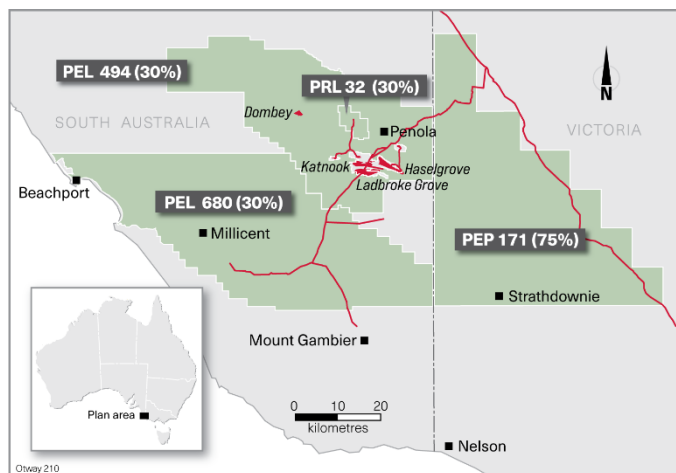 PEL 494 (30%)
PRL 32 (30%)
N
Dombey
SOUTH AUSTRALIA
VICTORIA
Penola
Katnook
Haselgrove
Ladbroke Grove
Beachport
PEL 680 (30%)
Millicent
PEP 171 (75%)
Strathdownie
Mount Gambier
Plan area
0 10 20
kilometres
Nelson
Otway 210